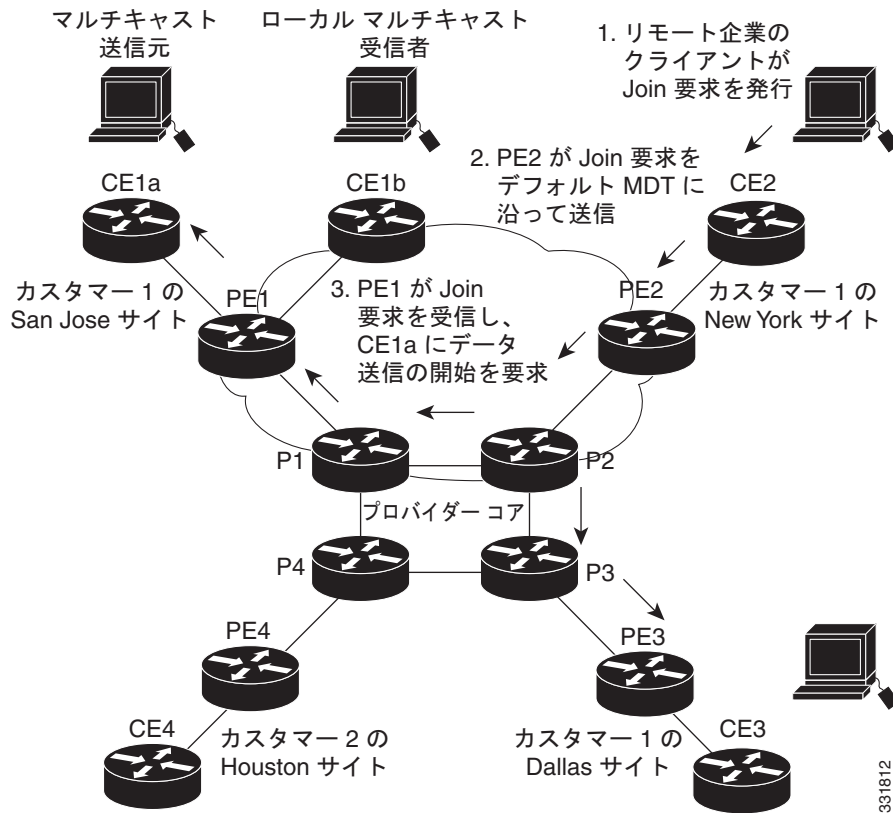 マルチキャスト
送信元
ローカル マルチキャスト
受信者
1. リモート企業の
クライアントが
Join 要求を発行
CE1a
CE1b
2. PE2 が Join 要求を
デフォルト MDT に
沿って送信
CE2
カスタマー 1 の
San Jose サイト
PE1
3. PE1 が Join
要求を受信し、
CE1a にデータ
送信の開始を要求
PE2
カスタマー 1 の
New York サイト
P1
P2
プロバイダー コア
P4
P3
PE4
PE3
CE4
カスタマー 2 の
Houston サイト
カスタマー 1 の
Dallas サイト
CE3
331812